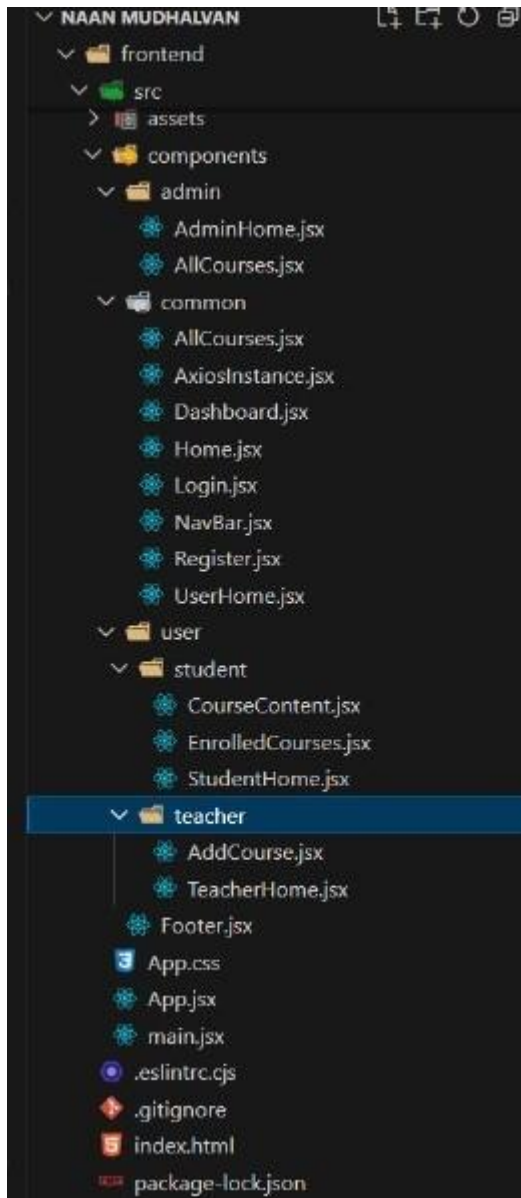 NAAN MUDHALVAN
frontend
src
assets
components
admin
AdminHome.jsx
AllCourses.jsx
common
AllCourses.jsx
AxiosInstance.jsx
Dashboard.jsx
Home.jsx
Login.jsx
NavBar.jsx
Register.jsx
UserHome.jsx
user
student
CourseContent.jsx
EnrolledCourses.jsx
StudentHome.jsx
teacher
AddCourse.jsx
TeacherHome.jsx
Footer.jsx
App.css
App.jsx
main.jsx
.eslintrc.cjs
.gitignore
index.html
package-lock.json